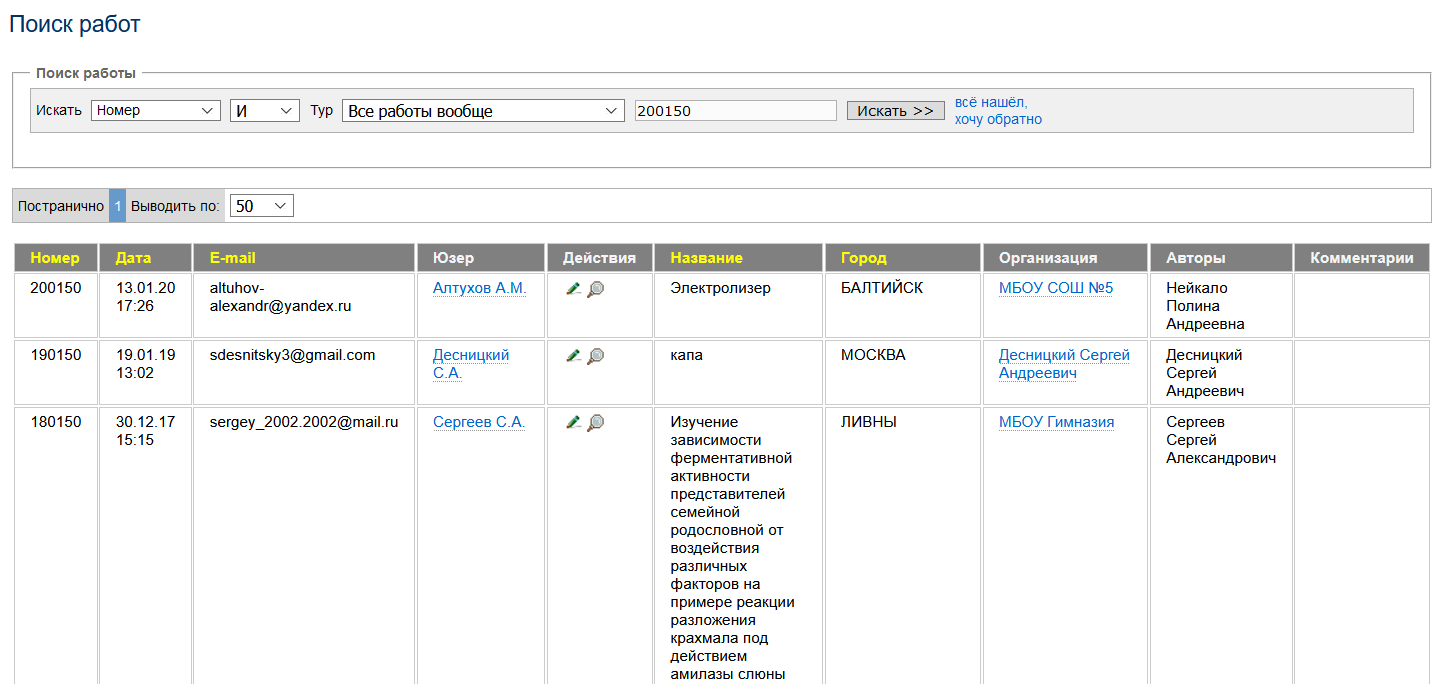 Поиск работ
Поиск работы
Искать Номер И Тур Все работы вообще 200150 Искать >> всё нашёл,
хочу обратно
Постранично 1 Выводить по: 50
Номер Дата E-mail Юзер Действия Название Город Организация Авторы Комментарии
200150 13.01.20 altuhov- Алтухов А.М. Электролизер БАЛТИЙСК МБОУ СОШ №5 Нейкало
17:26 alexandr@yandex.ru Полина
Андреевна
190150 19.01.19 sdesnitsky3@gmail.com Десницкий капа МОСКВА Десницкий Сергей Десницкий
13:02 С.А. Андреевич Сергей
Андреевич
180150 30.12.17 sergey_2002.2002@mail.ru Сергеев С.А. Изучение ЛИВНЫ МБОУ Гимназия Сергеев
15:15 зависимости Сергей
ферментативной Александрович
активности
представителей
семейной
родословной от
воздействия
различных
факторов на
примере реакции
разложения
крахмала под
действием
амилазы слюны